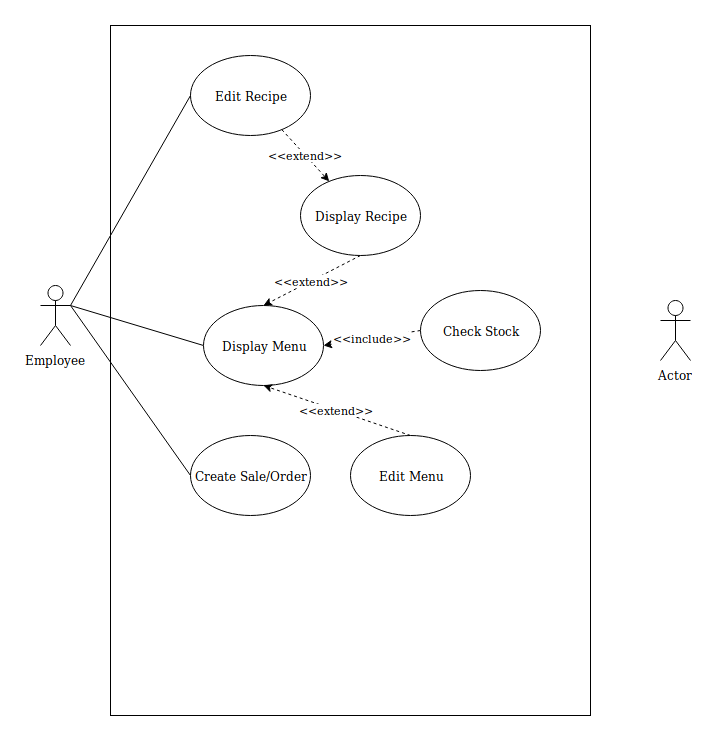 Edit Recipe
<<extend>>
Display Recipe
<<extend>>
Display Menu
<<include>>
Check Stock
Employee
Actor
<<extend>>
Create Sale/Order
Edit Menu